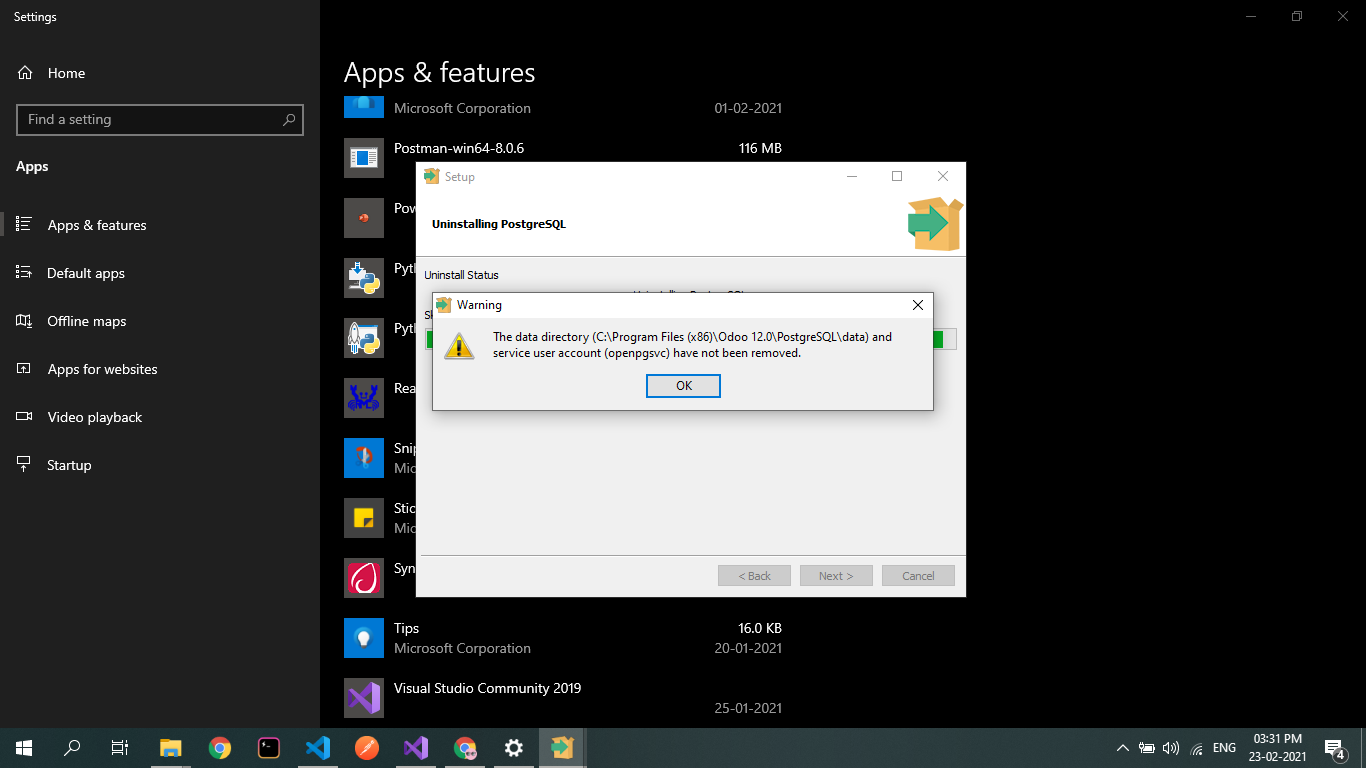 Settings
Home
Find a setting
Apps
Apps & features
Default apps
Offline maps
Apps for websites
Video playback
Startup
Apps & features
Microsoft Corporation 01-02-2021
Postman-win64-8.0.6 116 MB
Pow
Pyth
Pyth
Rea
Snip
Mic
Stic
Mic
Syn
Tips 16.0 KB
Microsoft Corporation 20-01-2021
Visual Studio Community 2019
25-01-2021
Setup
Uninstalling PostgreSQL
Uninstall Status
Warning
The data directory (C:\Program Files (x86)\Odoo 12.0\PostgreSQL\data) and
service user account (openpgsvc) have not been removed.
OK
< Back Next > Cancel
ENG
03:31 PM
23-02-2021
4